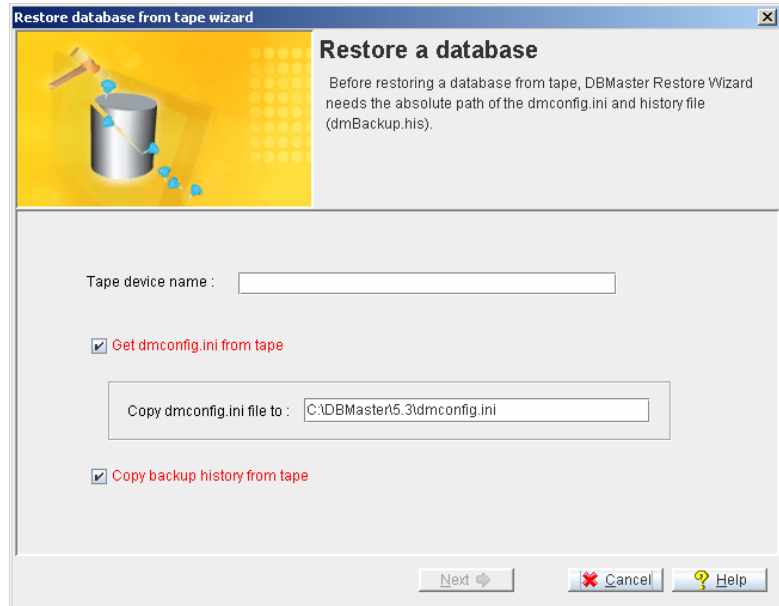 Restore database from tape wizard
Restore a database
Before restoring a database from tape, DBMaster Restore Wizard
needs the absolute path of the dmconfig.ini and history file
(dmBackup.his).
Tape device name :
Get dmconfig.ini from tape
Copy dmconfig.ini file to : C:\DBMaster\5.3\dmconfig.ini
Copy backup history from tape
Next Cancel Help